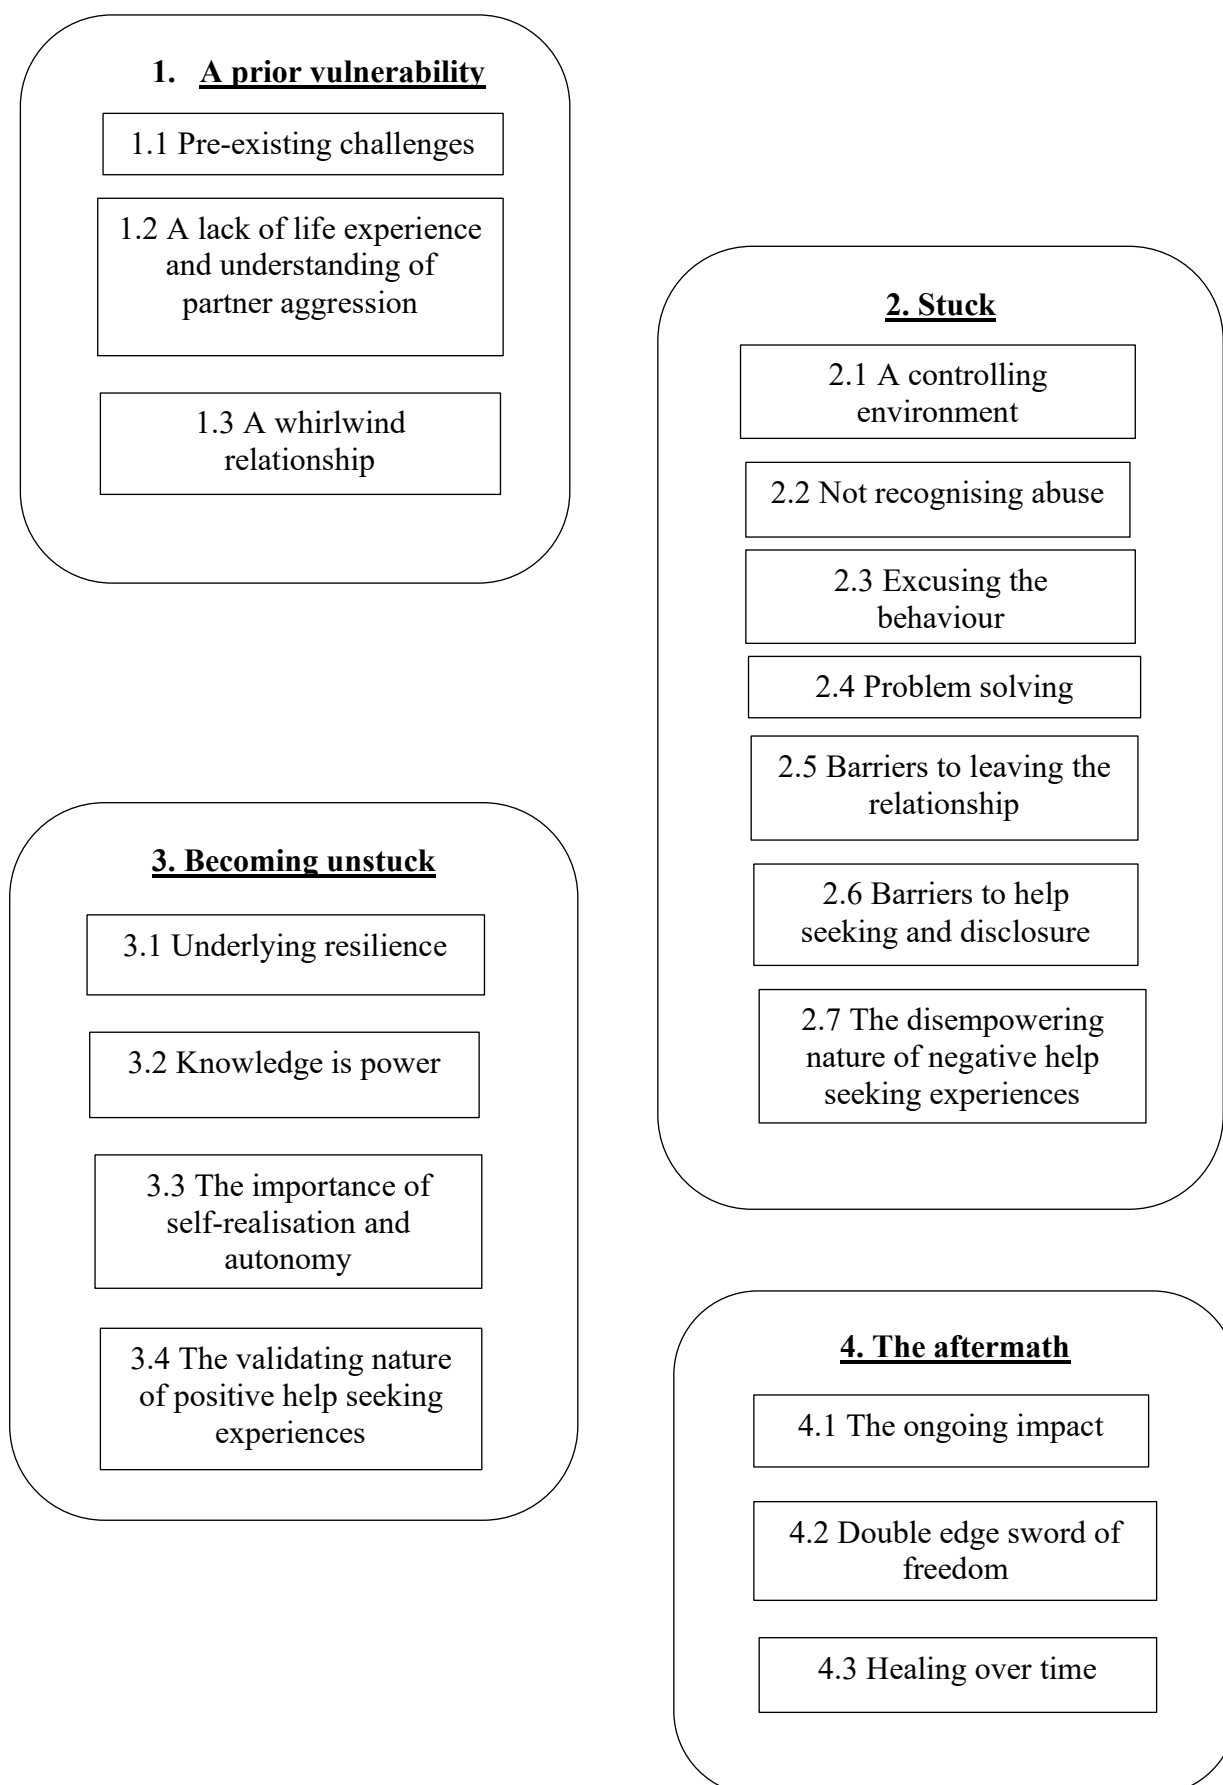 1. A prior vulnerability
1.1 Pre-existing challenges
1.2 A lack of life experience
and understanding of
partner aggression
1.3 A whirlwind
relationship
2. Stuck
2.1 A controlling
environment
2.2 Not recognising abuse
2.3 Excusing the
behaviour
2.4 Problem solving
2.5 Barriers to leaving the
relationship
2.6 Barriers to help
seeking and disclosure
2.7 The disempowering
nature of negative help
seeking experiences
3. Becoming unstuck
3.1 Underlying resilience
3.2 Knowledge is power
3.3 The importance of
self-realisation and
autonomy
3.4 The validating nature
of positive help seeking
experiences
4. The aftermath
4.1 The ongoing impact
4.2 Double edge sword of
freedom
4.3 Healing over time